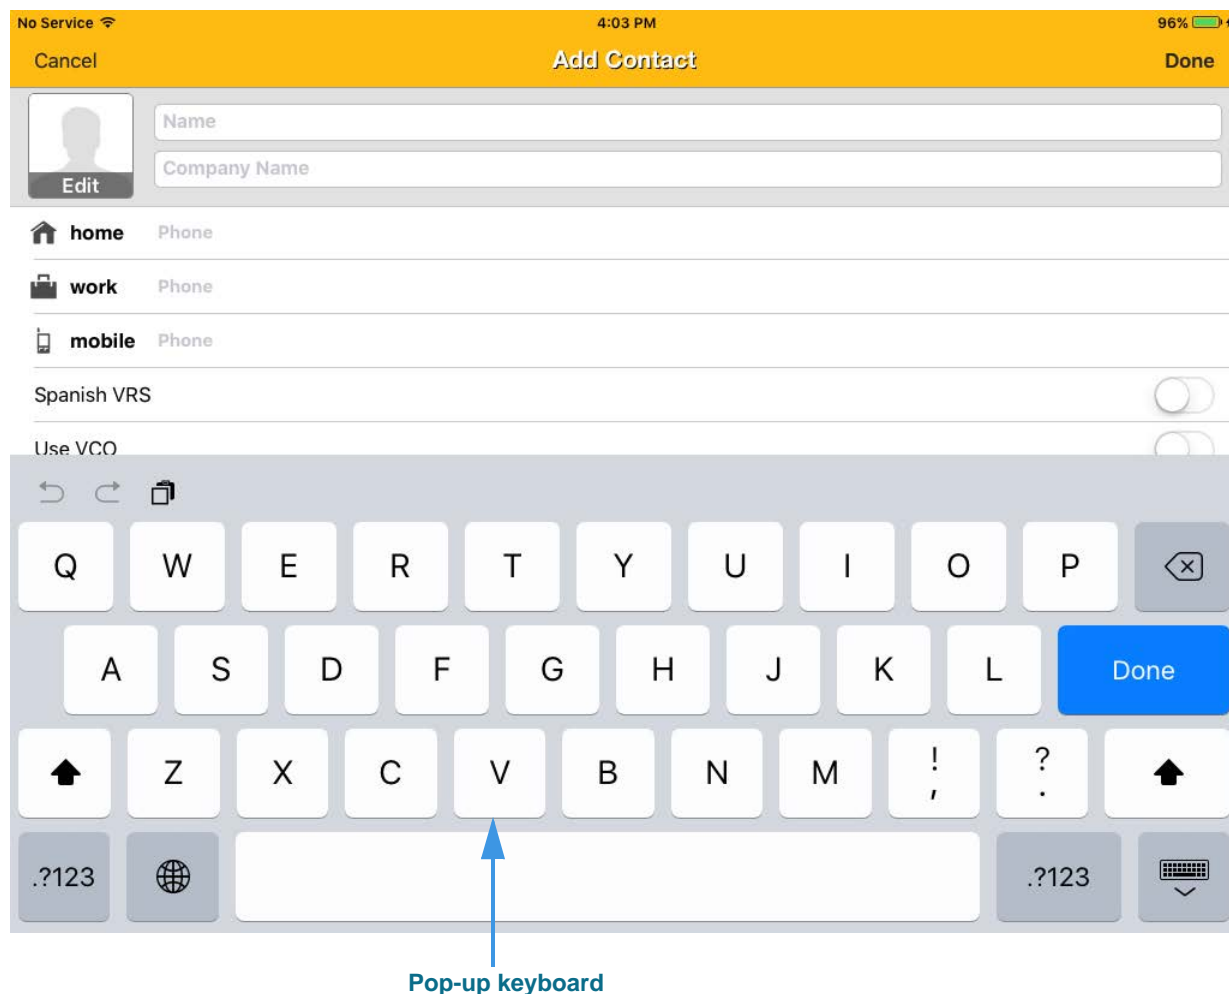 No Service 4:03 PM 96%
Cancel Add Contact Done
Name
Company Name
Edit
home Phone
work Phone
mobile Phone
Spanish VRS
Use VCO
Q W E R T Y U I O P
A S D F G H J K L Done
Z X C V B N M ! , ? .
.?123 .?123
Pop-up keyboard